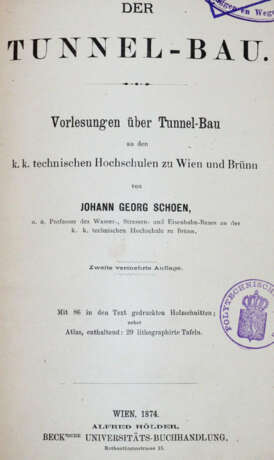 DER
TUNNEL-BAU.
Vorlesungen über Tunnel-Bau
an den
k. k. technischen Hochschulen zu Wien und Brünn
von
JOHANN GEORG SCHOEN,
o. ö. Professor des Wasser-, Strassen- und Eisenbahn-Baues an der
k. k. technischen Hochschule zu Brünn.
Zweite vermehrte Auflage.
Mit 86 in den Text gedruckten Holzschnitten;
nebst
Atlas, enthaltend: 29 lithographirte Tafeln.
POLYTECHNISCH
WIEN, 1874.
ALFRED HÖLDER,
BECK'SCHE UNIVERSITÄTS-BUCHHANDLUNG.
Rothenthurmstrasse 15.